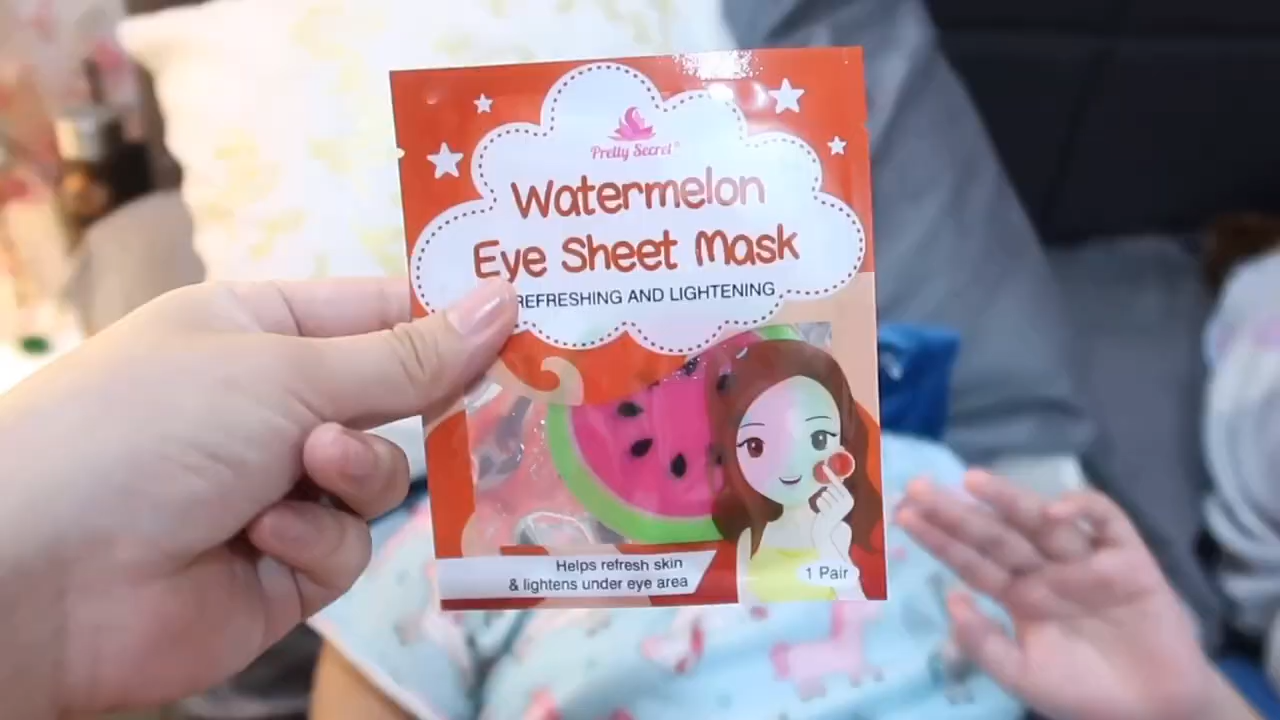 Pretty Secret®
Watermelon
Eye Sheet Mask
REFRESHING AND LIGHTENING
Helps refresh skin
& lightens under eye area
1 Pair